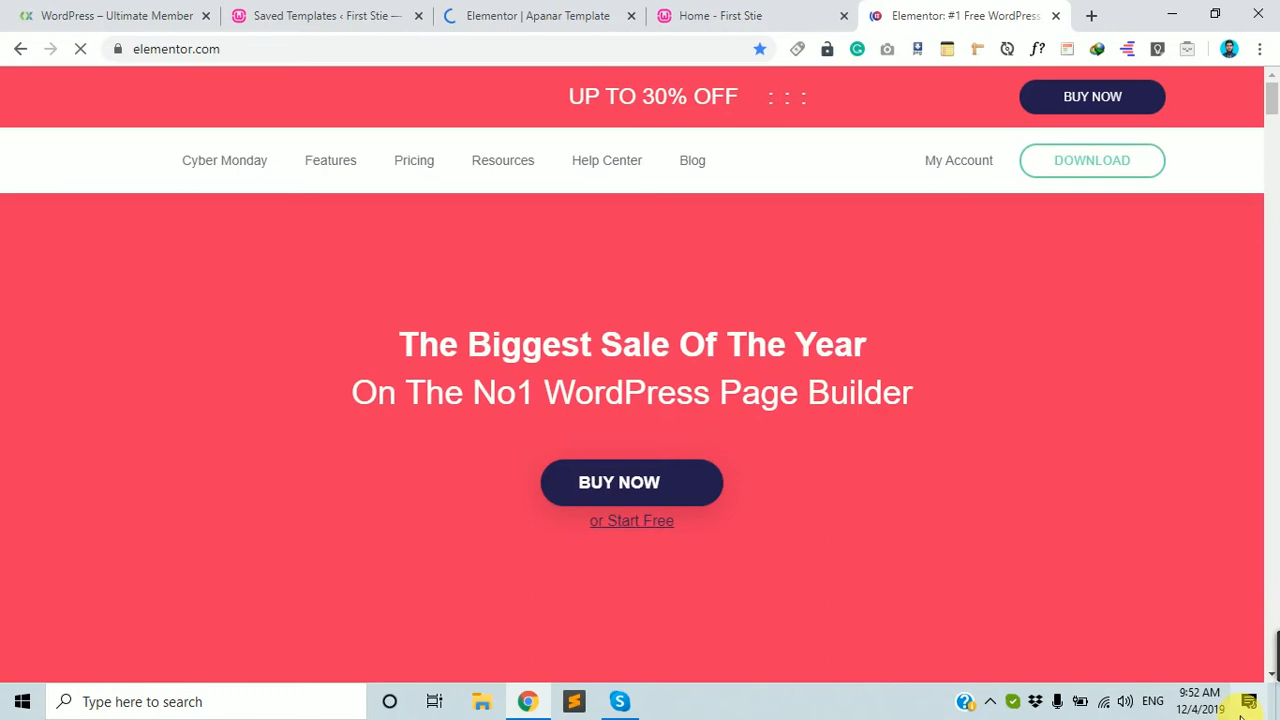 WordPress – Ultimate Member
Saved Templates ‹ First Stie —
Elementor | Apanar Template
Home - First Stie
Elementor: #1 Free WordPress
elementor.com
UP TO 30% OFF : : :
BUY NOW
Cyber Monday
Features
Pricing
Resources
Help Center
Blog
My Account
DOWNLOAD
The Biggest Sale Of The Year
On The No1 WordPress Page Builder
BUY NOW
or Start Free
Type here to search
ENG
9:52 AM
12/4/2019